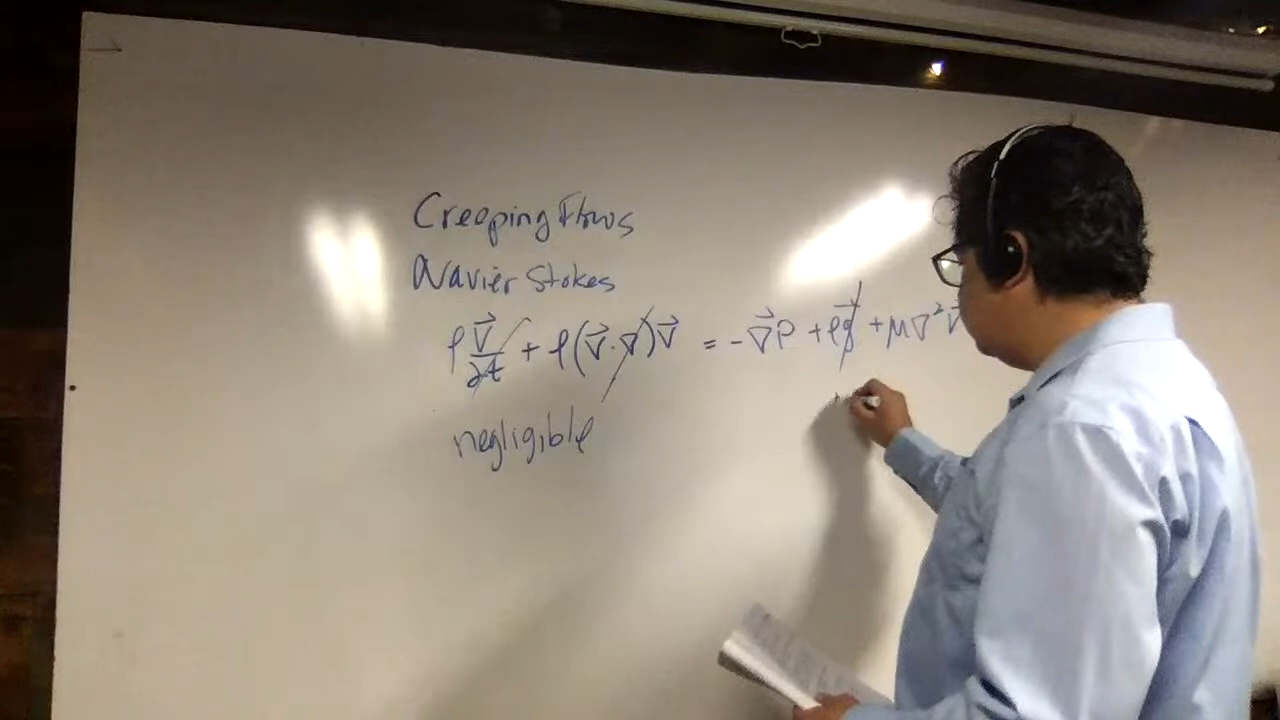 Creeping Flows
Navier Stokes
ρ V⃗/∂t + ρ(V⃗·∇)V⃗ = -∇⃗P + ρg⃗ + μ∇²V⃗
negligible